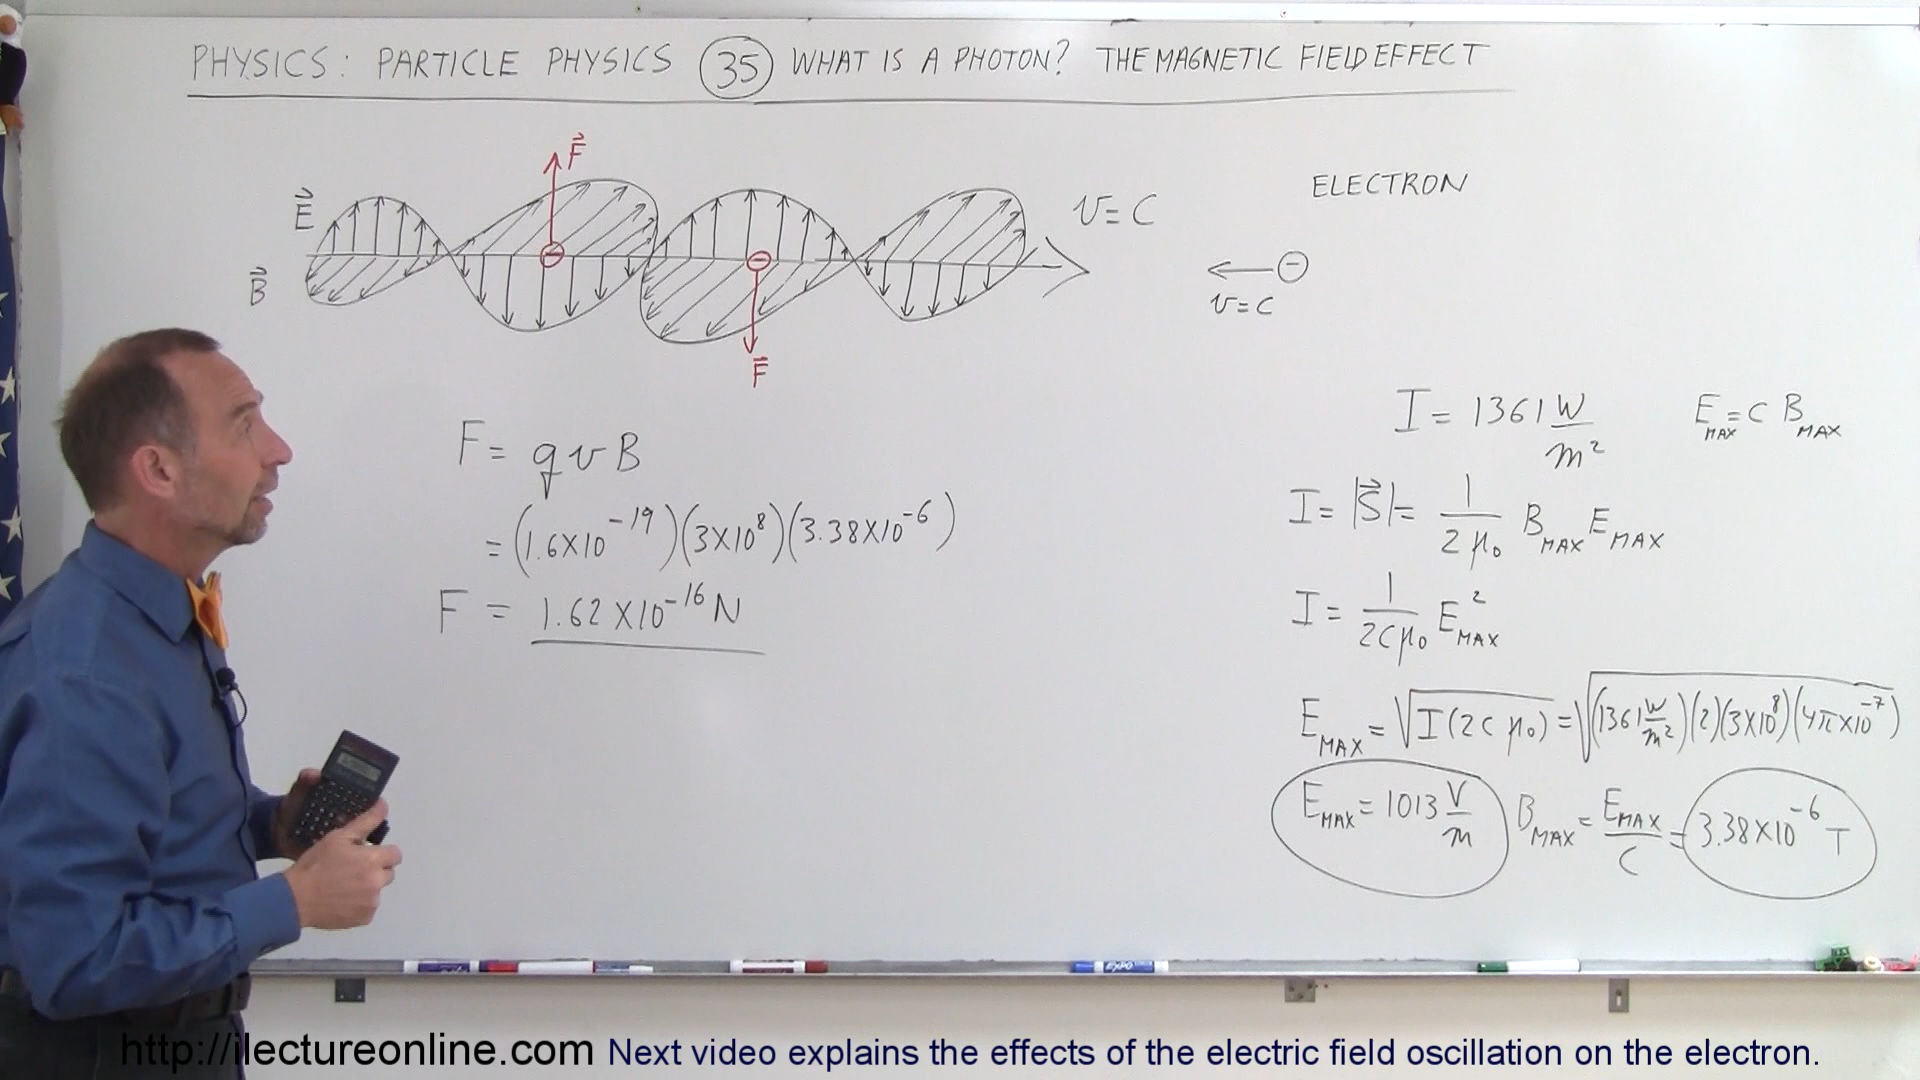 PHYSICS: PARTICLE PHYSICS 35 WHAT IS A PHOTON? THE MAGNETIC FIELD EFFECT
F⃗
E⃗
v = C
ELECTRON
B⃗
−
−
−
v = C
F⃗
F = qvB
= (1.6×10⁻¹⁹)(3×10⁸)(3.38×10⁻⁶)
F = 1.62×10⁻¹⁶ N
I = 1361 W/m²
E_MAX = C B_MAX
I = |S⃗| = 1/(2μ₀) B_MAX E_MAX
I = 1/(2Cμ₀) E²_MAX
E_MAX = √(I(2Cμ₀)) = √((1361 W/m²)(2)(3×10⁸)(4π×10⁻⁷))
E_MAX = 1013 V/m
B_MAX = E_MAX/C = 3.38×10⁻⁶ T
EXPO
http://ilectureonline.com Next video explains the effects of the electric field oscillation on the electron.